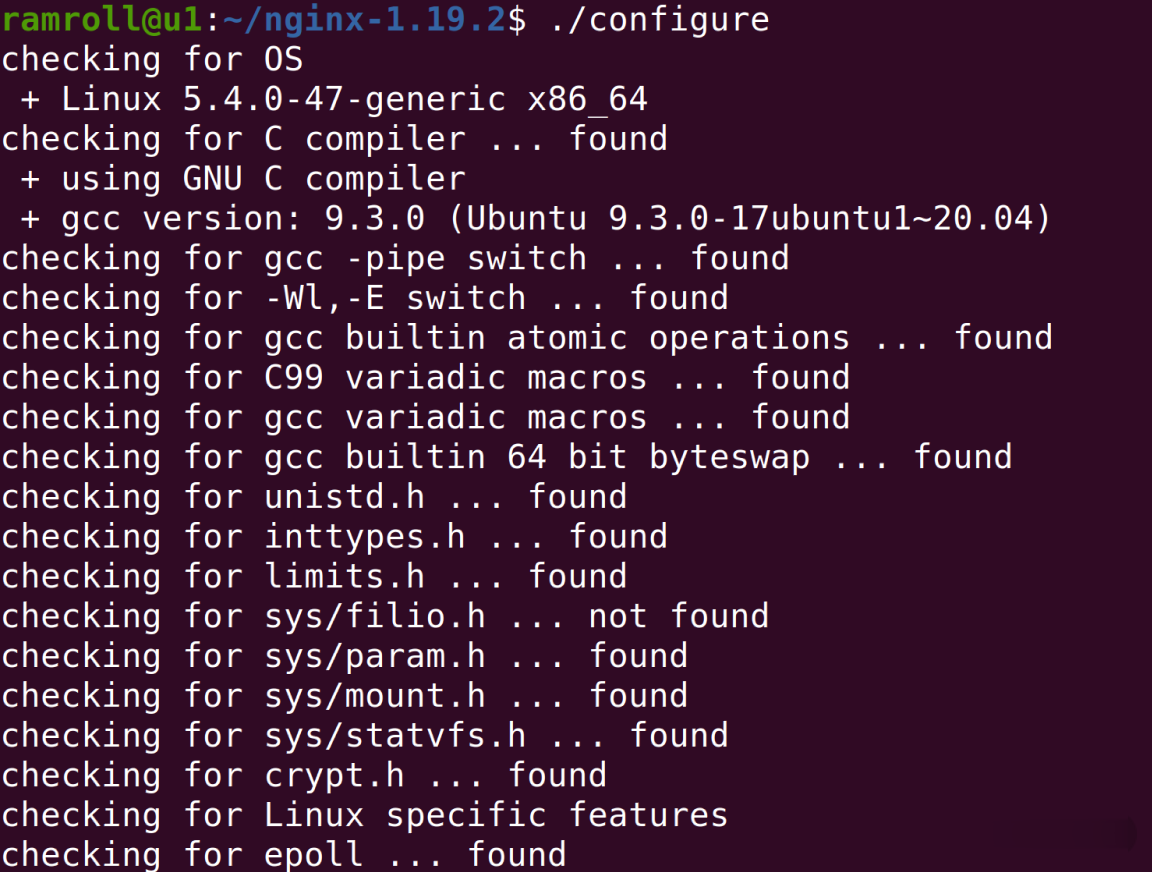 ramroll@u1:~/nginx-1.19.2$ ./configure
checking for OS
 + Linux 5.4.0-47-generic x86_64
checking for C compiler ... found
 + using GNU C compiler
 + gcc version: 9.3.0 (Ubuntu 9.3.0-17ubuntu1~20.04)
checking for gcc -pipe switch ... found
checking for -Wl,-E switch ... found
checking for gcc builtin atomic operations ... found
checking for C99 variadic macros ... found
checking for gcc variadic macros ... found
checking for gcc builtin 64 bit byteswap ... found
checking for unistd.h ... found
checking for inttypes.h ... found
checking for limits.h ... found
checking for sys/filio.h ... not found
checking for sys/param.h ... found
checking for sys/mount.h ... found
checking for sys/statvfs.h ... found
checking for crypt.h ... found
checking for Linux specific features
checking for epoll ... found